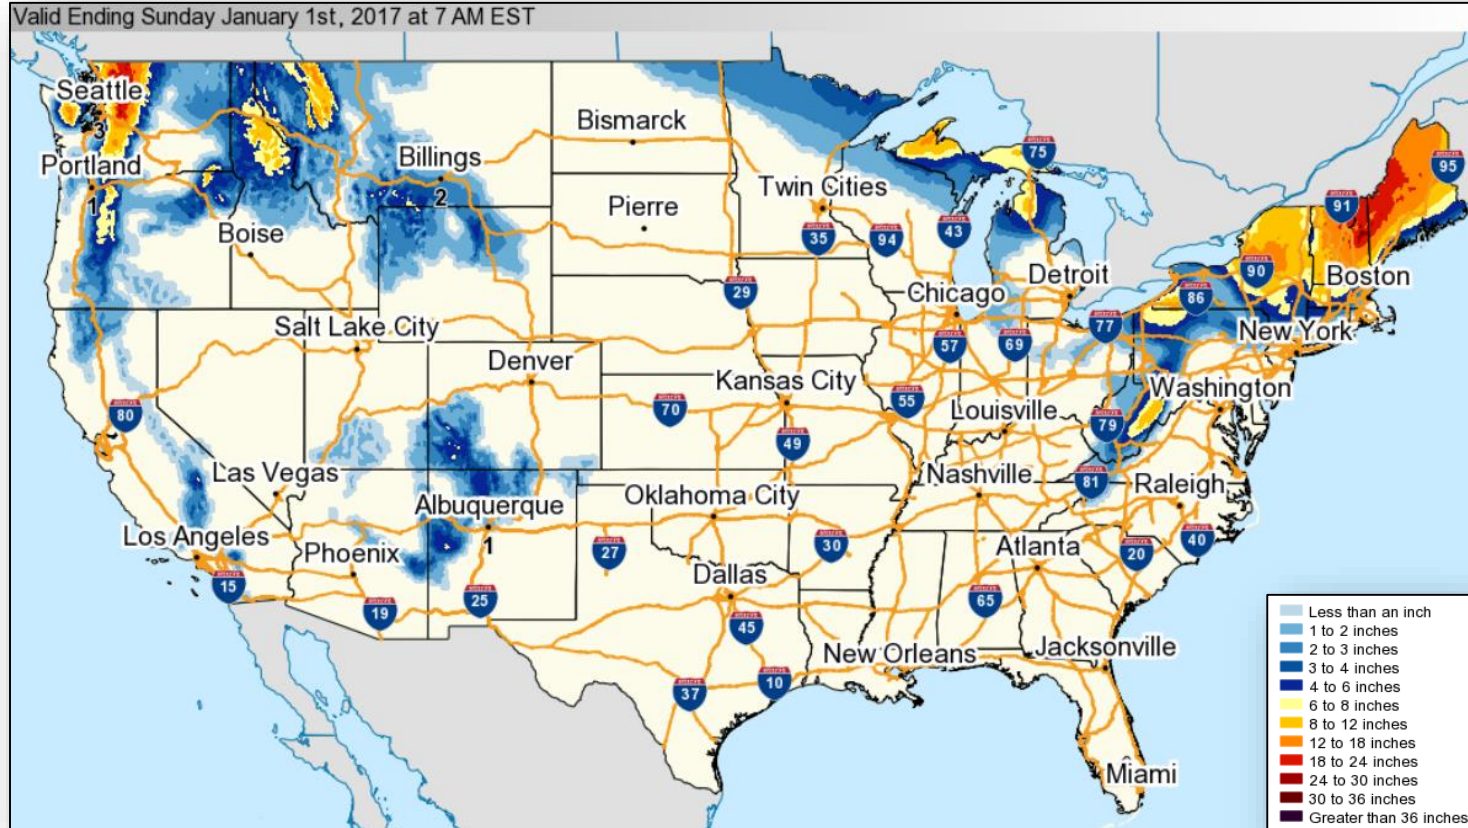 Valid Ending Sunday January 1st, 2017 at 7 AM EST
Seattle
3
Portland
1
Billings
2
Bismarck
Pierre
Twin Cities
75
95
91
Boise
35
94
43
29
Chicago
Detroit
90
86
Boston
77
New York
Salt Lake City
57
69
Denver
80
70
Kansas City
55
49
Louisville
79
Washington
Las Vegas
Albuquerque
1
Oklahoma City
Nashville
81
Raleigh
Los Angeles
Phoenix
27
30
Atlanta
20
40
15
19
25
Dallas
45
65
New Orleans
Jacksonville
37
10
Miami
Less than an inch
1 to 2 inches
2 to 3 inches
3 to 4 inches
4 to 6 inches
6 to 8 inches
8 to 12 inches
12 to 18 inches
18 to 24 inches
24 to 30 inches
30 to 36 inches
Greater than 36 inches